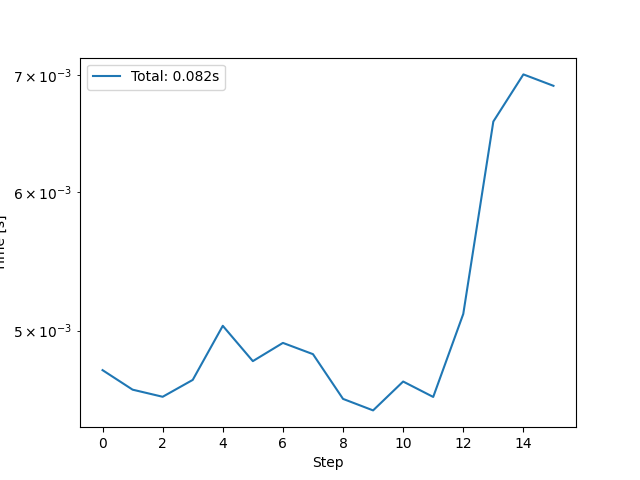 Total: 0.082s
7 × 10⁻³
6 × 10⁻³
5 × 10⁻³
Time [s]
0 2 4 6 8 10 12 14
Step